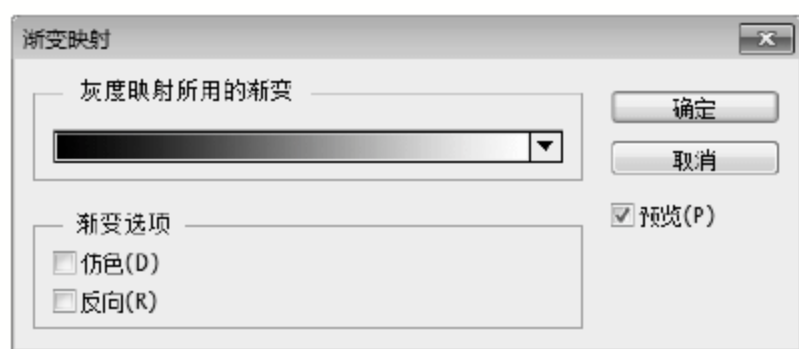 渐变映射
灰度映射所用的渐变
确定
取消
预览(P)
渐变选项
仿色(D)
反向(R)